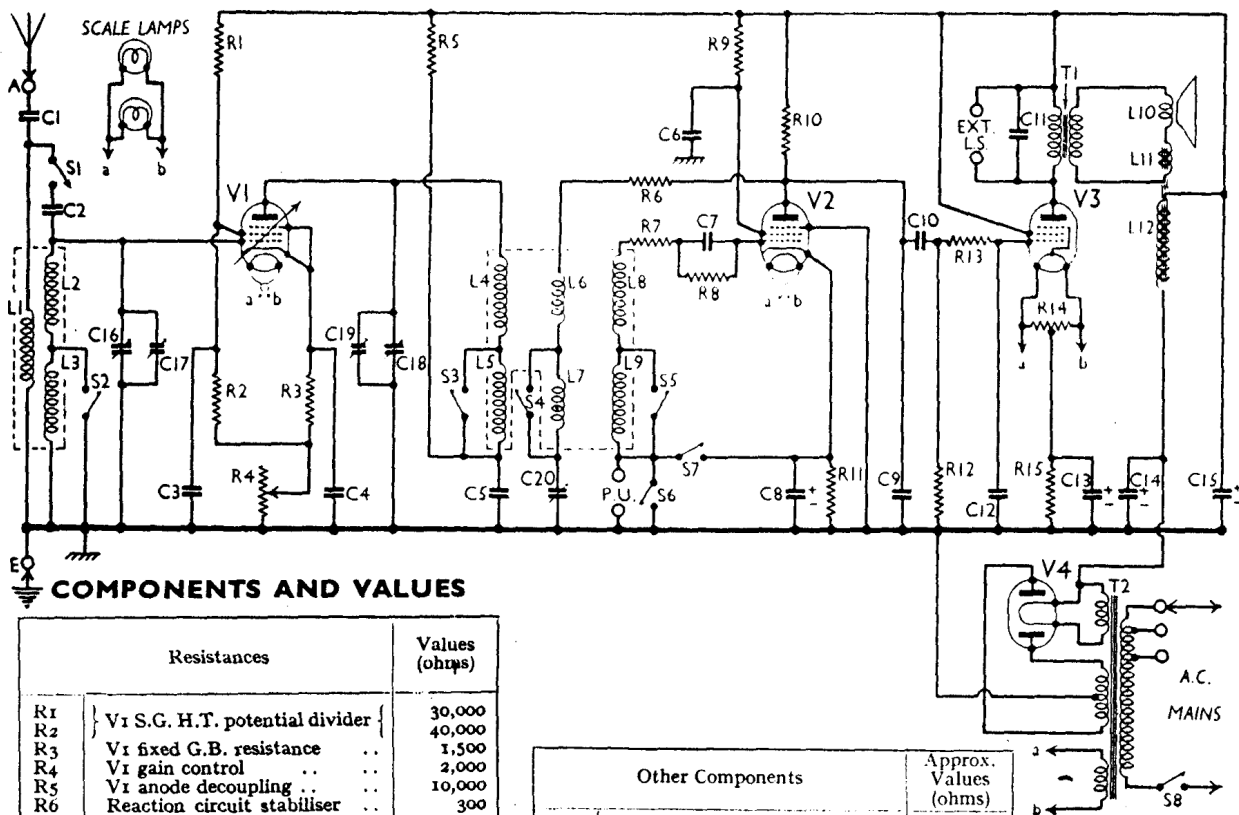 SCALE LAMPS
A
C1
S1
C2
a b
R1
R5
R9
V1
C6
R10
R6
R7
C7
R8
V2
a b
a b
EXT.
L.S.
C11
T1
L10
L11
L12
V3
C10
R13
R14
a b
L1
L2
L3
S2
C16
C17
R2
R3
C19
C18
L4
L5
S3
S4
L6
L7
L8
L9
S5
S7
S6
P.U.
C3
R4
C4
C5
C20
C8 + -
R11
C9
R12
C12
R15
C13 + -
C14 + -
C15 + -
E
V4
T2
A.C.
MAINS
a
b
S8
COMPONENTS AND VALUES
Resistances Values
(ohms)
R1 } V1 S.G. H.T. potential divider { 30,000
R2 40,000
R3 V1 fixed G.B. resistance .. 1,500
R4 V1 gain control .. .. 2,000
R5 V1 anode decoupling .. .. 10,000
R6 Reaction circuit stabiliser .. 300
Other Components Approx.
Values
(ohms)